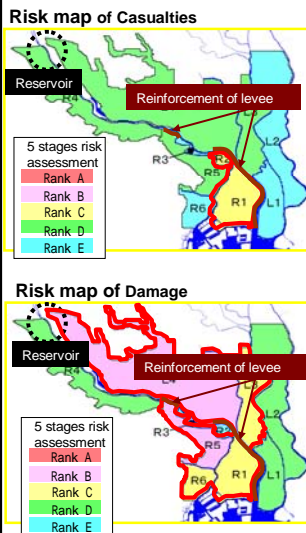 Risk map of Casualties
Reservoir
Reinforcement of levee
R4
L3
L2
R3
R2
R5
5 stages risk
assessment
Rank A
Rank B
Rank C
Rank D
Rank E
R6
R1
L1
Risk map of Damage
Reservoir
Reinforcement of levee
R4
L3
L2
R3
R2
R5
5 stages risk
assessment
Rank A
Rank B
Rank C
Rank D
Rank E
R6
R1
L1